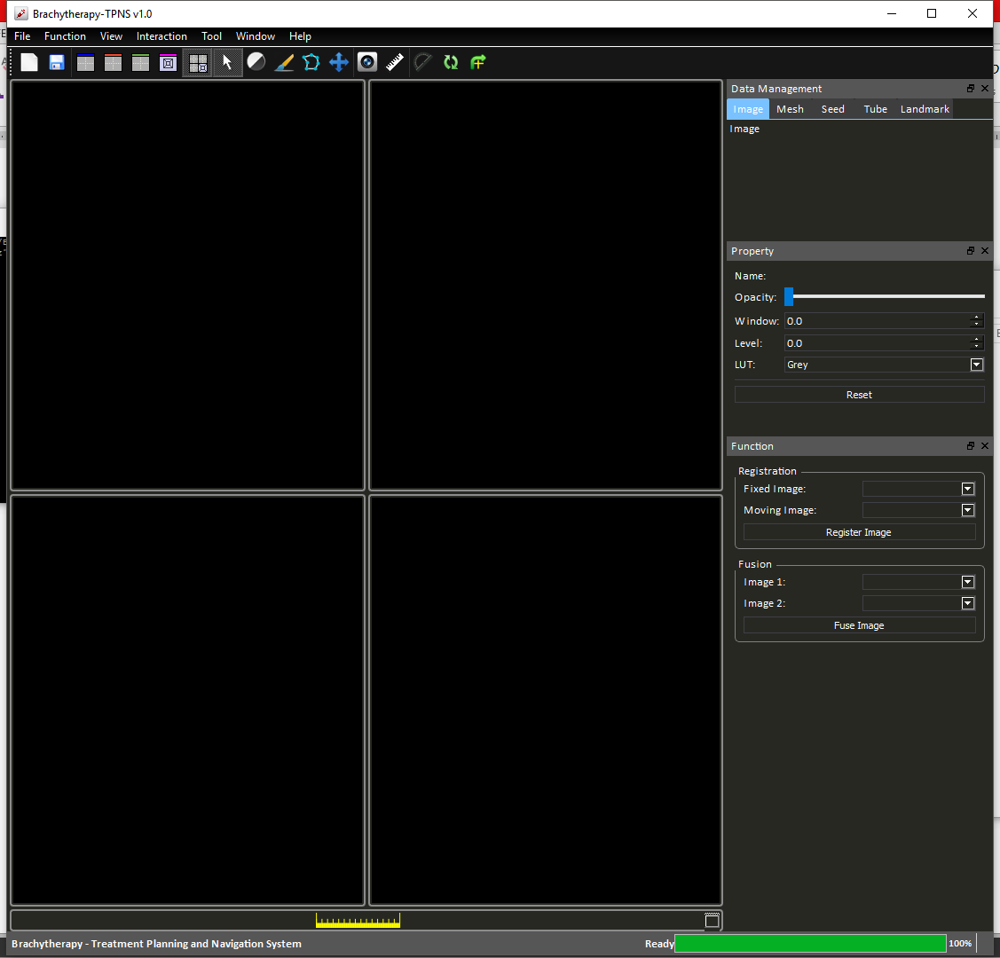 Brachytherapy-TPNS v1.0
File Function View Interaction Tool Window Help
Data Management
Image Mesh Seed Tube Landmark
Image
Property
Name:
Opacity:
Window: 0.0
Level: 0.0
LUT: Grey
Reset
Function
Registration
Fixed Image:
Moving Image:
Register Image
Fusion
Image 1:
Image 2:
Fuse Image
Brachytherapy - Treatment Planning and Navigation System Ready 100%